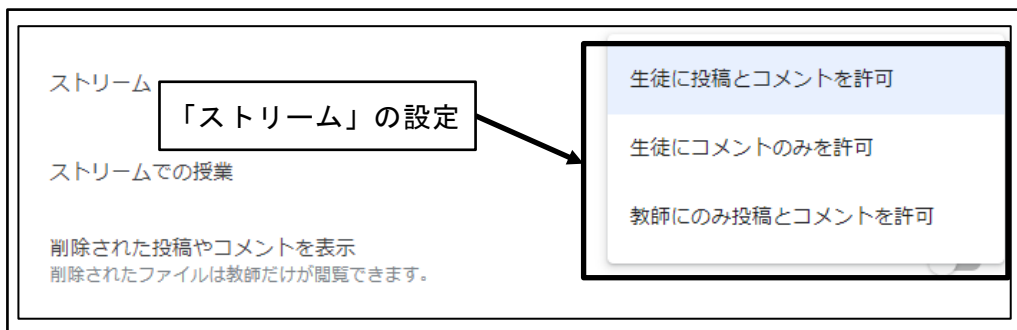 ストリーム
「ストリーム」の設定
ストリームでの授業
削除された投稿やコメントを表示
削除されたファイルは教師だけが閲覧できます。
生徒に投稿とコメントを許可
生徒にコメントのみを許可
教師にのみ投稿とコメントを許可